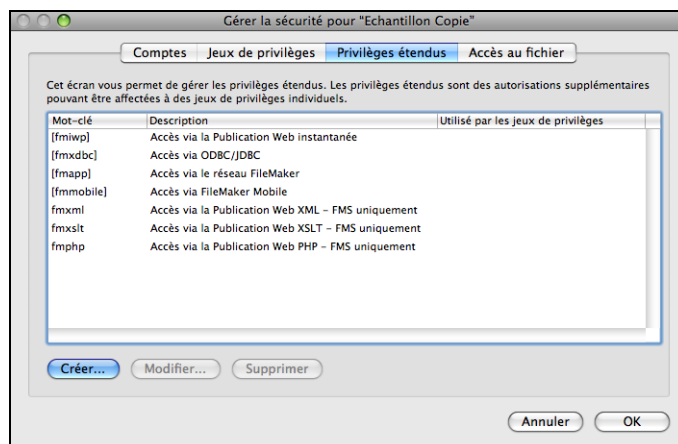 Gérer la sécurité pour “Echantillon Copie”
Comptes Jeux de privilèges Privilèges étendus Accès au fichier
Cet écran vous permet de gérer les privilèges étendus. Les privilèges étendus sont des autorisations supplémentaires
pouvant être affectées à des jeux de privilèges individuels.
Mot-clé Description Utilisé par les jeux de privilèges
[fmiwp] Accès via la Publication Web instantanée
[fmxdbc] Accès via ODBC/JDBC
[fmapp] Accès via le réseau FileMaker
[fmmobile] Accès via FileMaker Mobile
fmxml Accès via la Publication Web XML - FMS uniquement
fmxslt Accès via la Publication Web XSLT - FMS uniquement
fmphp Accès via la Publication Web PHP - FMS uniquement
Créer... Modifier... Supprimer
Annuler OK